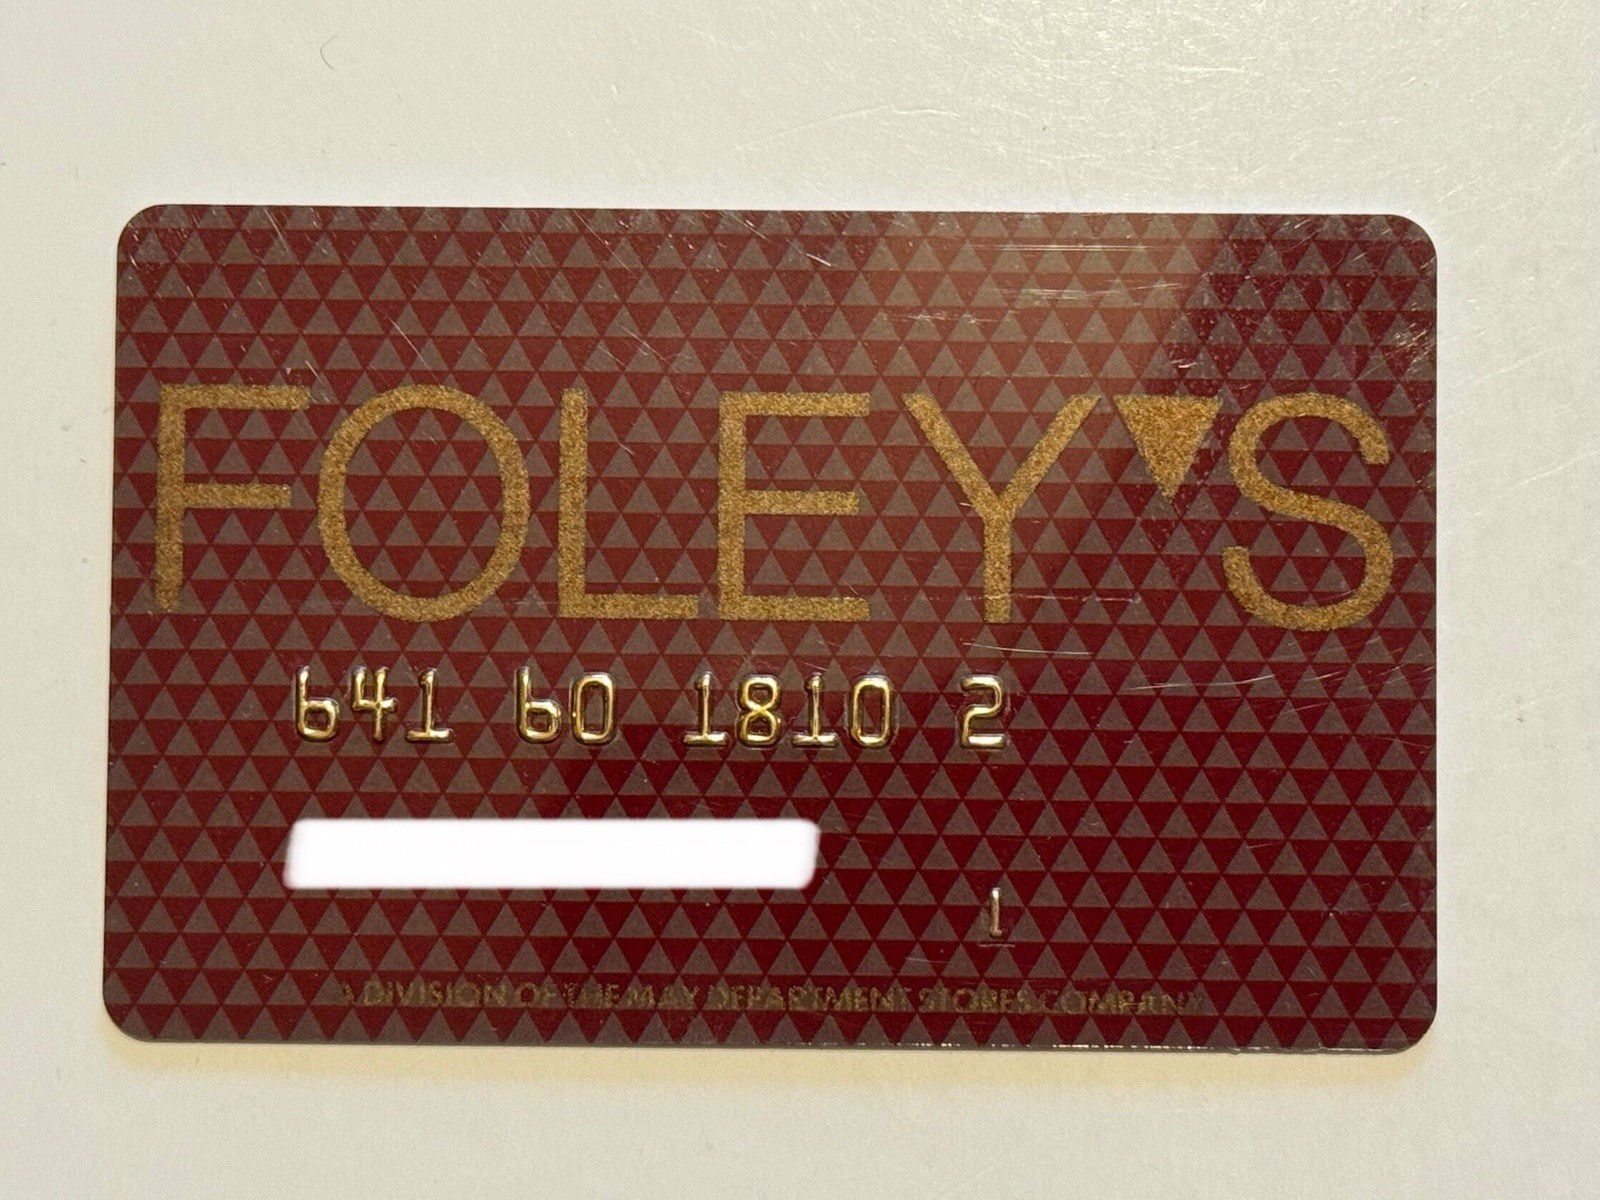 FOLEY'S
641 60 1810 2
1
A DIVISION OF THE MAY DEPARTMENT STORES COMPANY